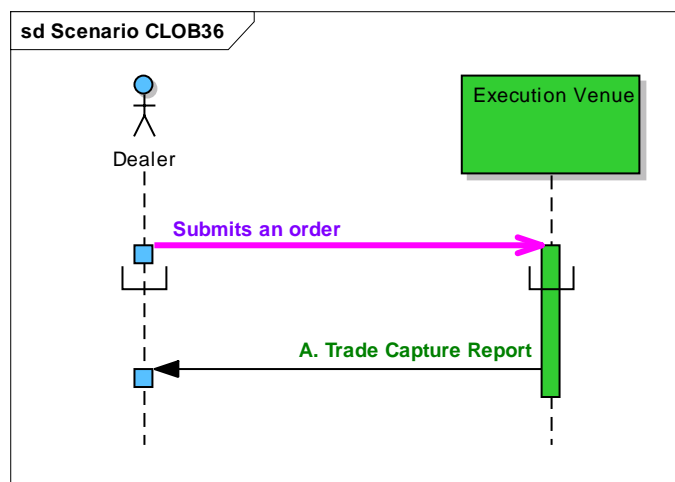 sd Scenario CLOB36
Execution Venue
Dealer
Submits an order
A. Trade Capture Report